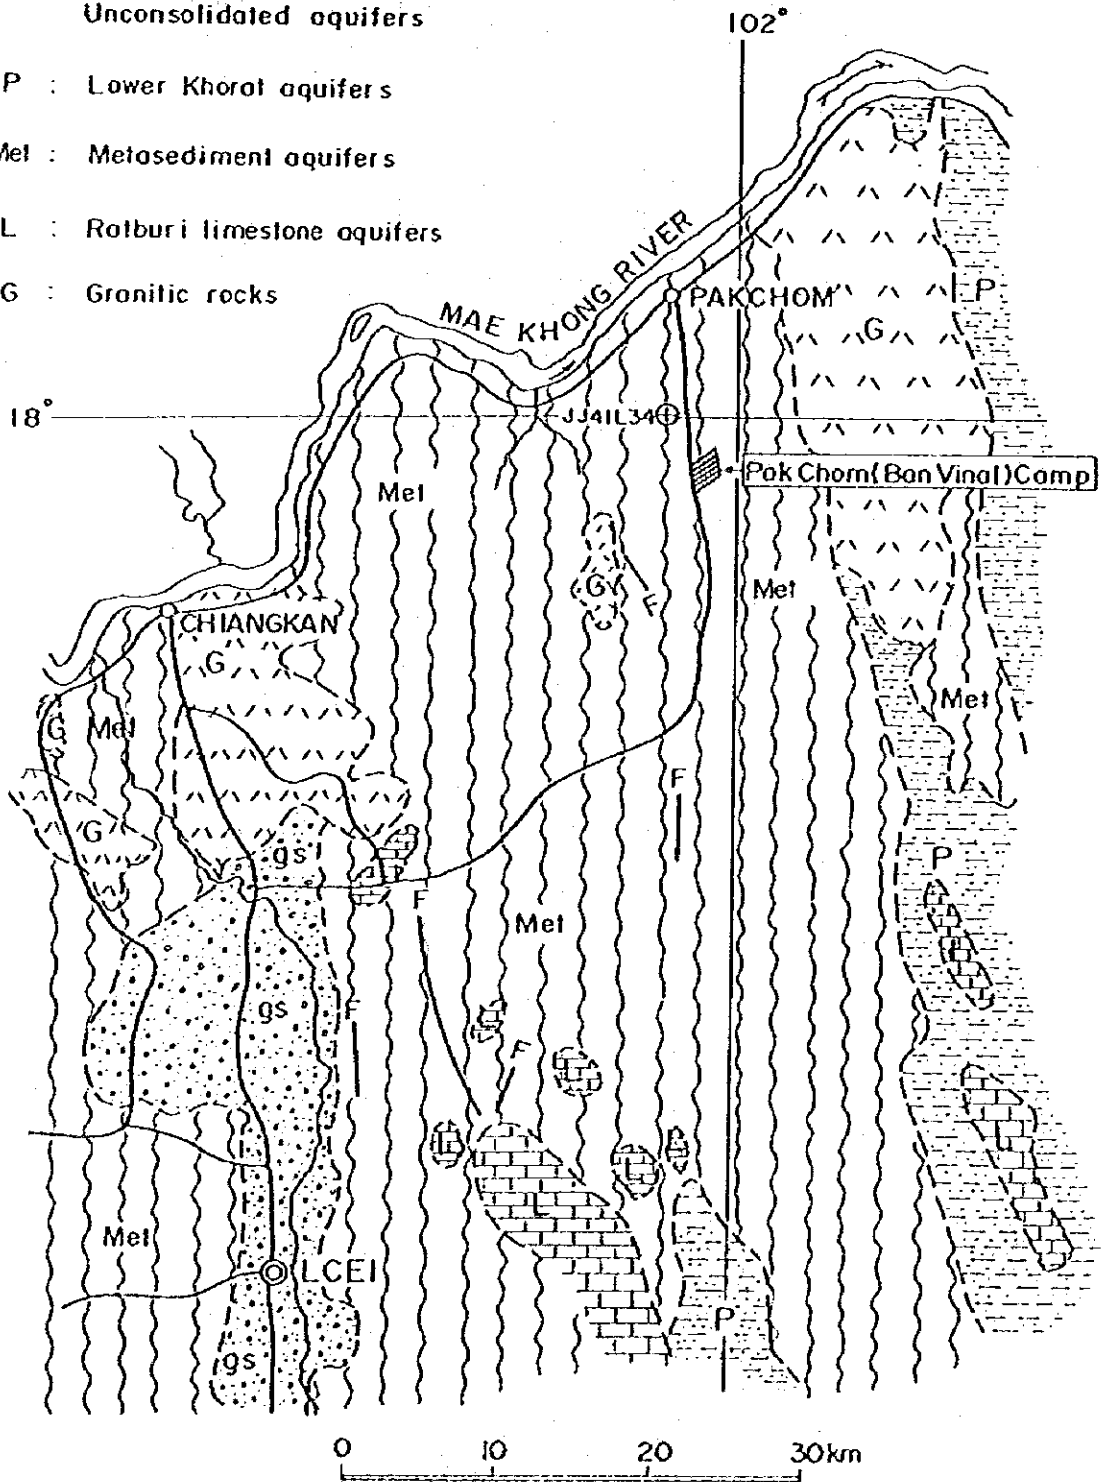 Unconsolidated aquifers
P : Lower Khorat aquifers
Met : Metasediment aquifers
L : Ratburi limestone aquifers
G : Granitic rocks
102°
MAE KHONG RIVER
PAKCHOM
P
G
18°
JJ41L34
Pak Chom(Ban Vinai)Camp
Met
G
F
Met
CHIANGKAN
G
G
Met
Met
F
G
gs
P
F
Met
gs
F
F
L
L
L
Met
LOEI
P
gs
0 10 20 30km